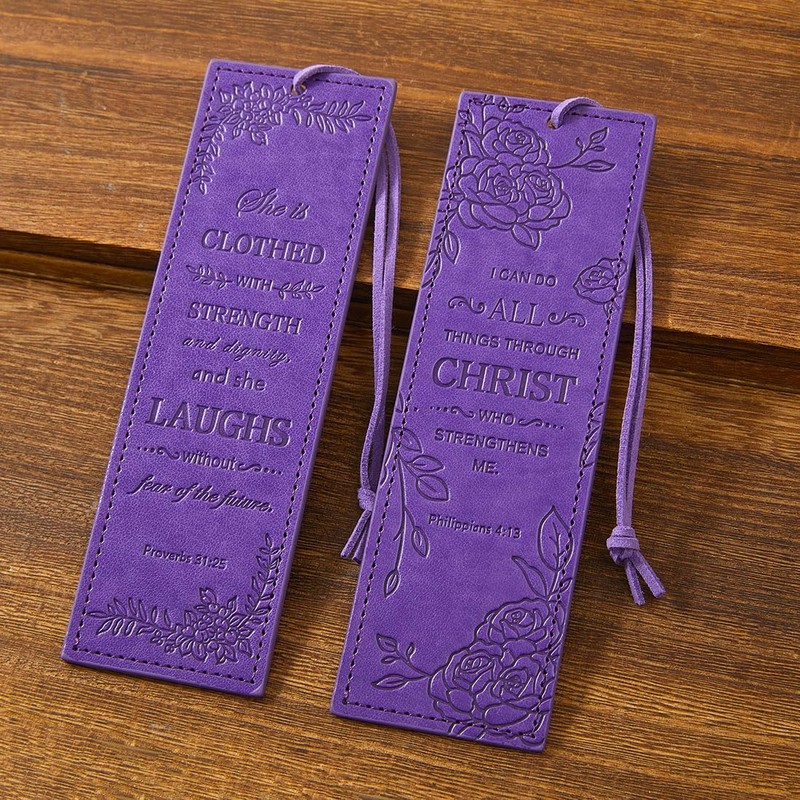 She is
CLOTHED
WITH
STRENGTH
and dignity,
and she
LAUGHS
without
fear of the future.
Proverbs 31:25
I CAN DO
ALL
THINGS THROUGH
CHRIST
WHO
STRENGTHENS
ME.
Philippians 4:13